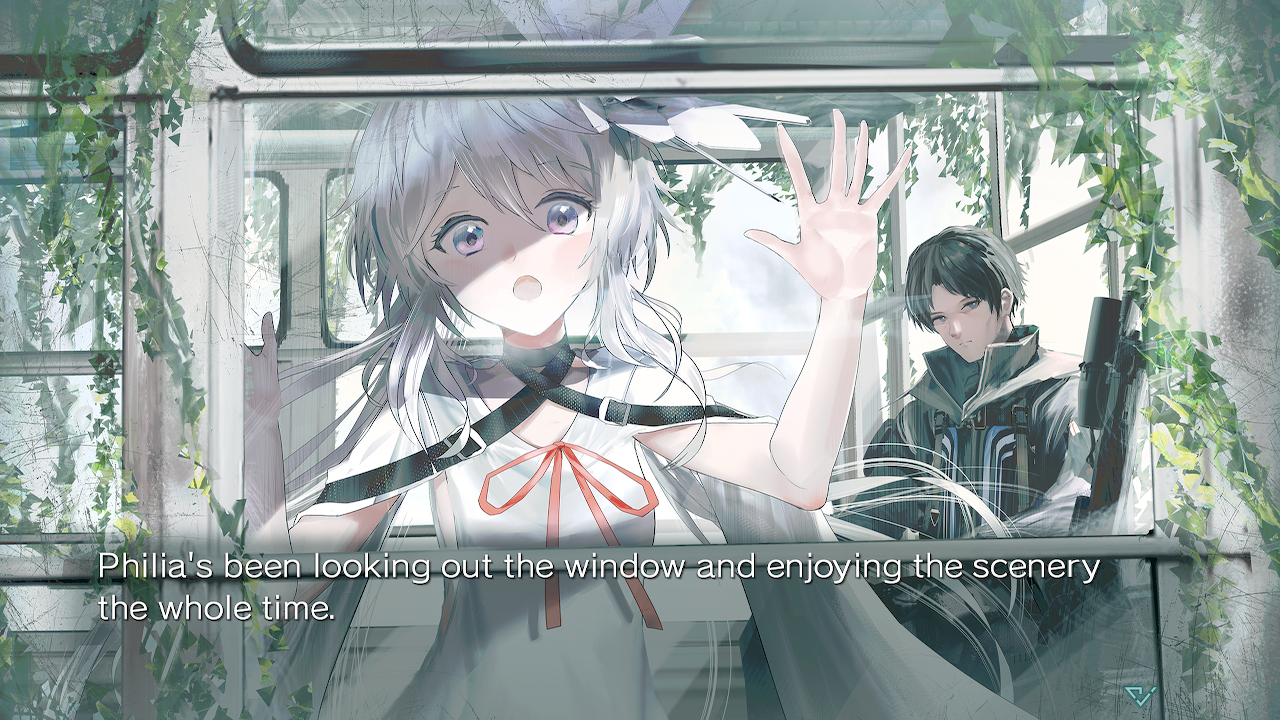 Philia's been looking out the window and enjoying the scenery
the whole time.